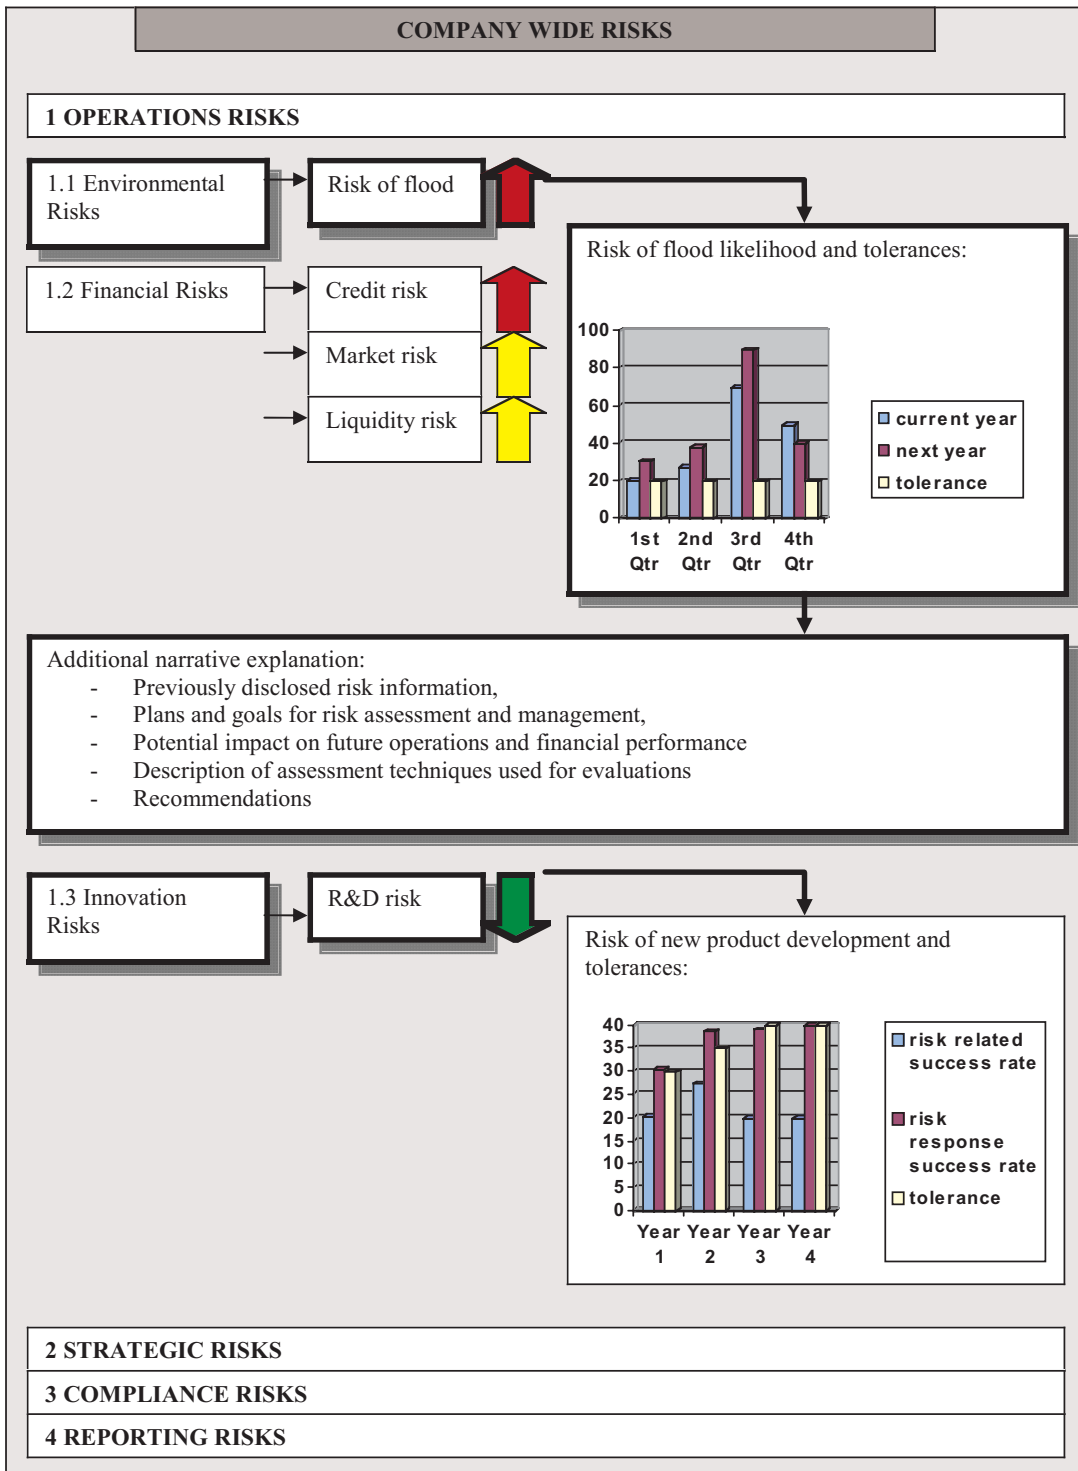 COMPANY WIDE RISKS
1 OPERATIONS RISKS
1.1 Environmental
Risks
Risk of flood
Risk of flood likelihood and tolerances:
1.2 Financial Risks
Credit risk
Market risk
Liquidity risk
100
80
60
40
20
0
1st
Qtr
2nd
Qtr
3rd
Qtr
4th
Qtr
current year
next year
tolerance
Additional narrative explanation:
- Previously disclosed risk information,
- Plans and goals for risk assessment and management,
- Potential impact on future operations and financial performance
- Description of assessment techniques used for evaluations
- Recommendations
1.3 Innovation
Risks
R&D risk
Risk of new product development and
tolerances:
40
35
30
25
20
15
10
5
0
Year
1
Year
2
Year
3
Year
4
risk related
success rate
risk
response
success rate
tolerance
2 STRATEGIC RISKS
3 COMPLIANCE RISKS
4 REPORTING RISKS